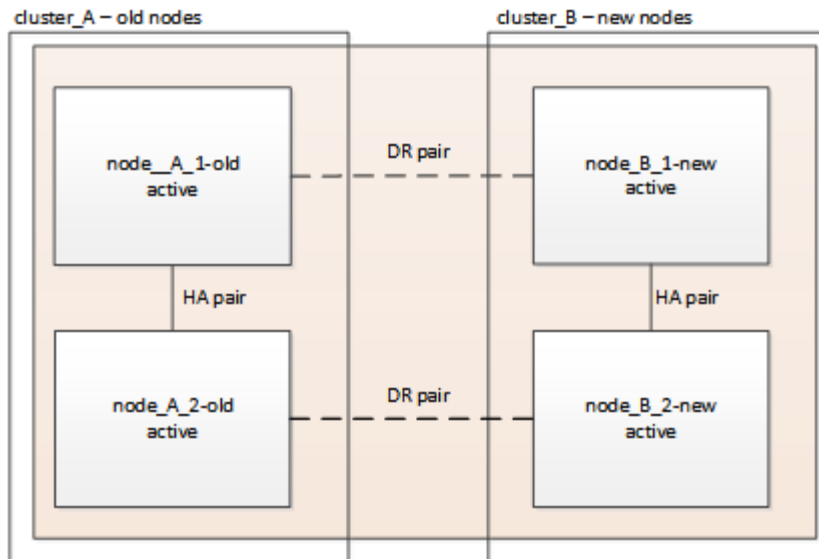 cluster_A – old nodes
cluster_B – new nodes
node__A_1-old
active
DR pair
node_B_1-new
active
HA pair
HA pair
node_A_2-old
active
DR pair
node_B_2-new
active